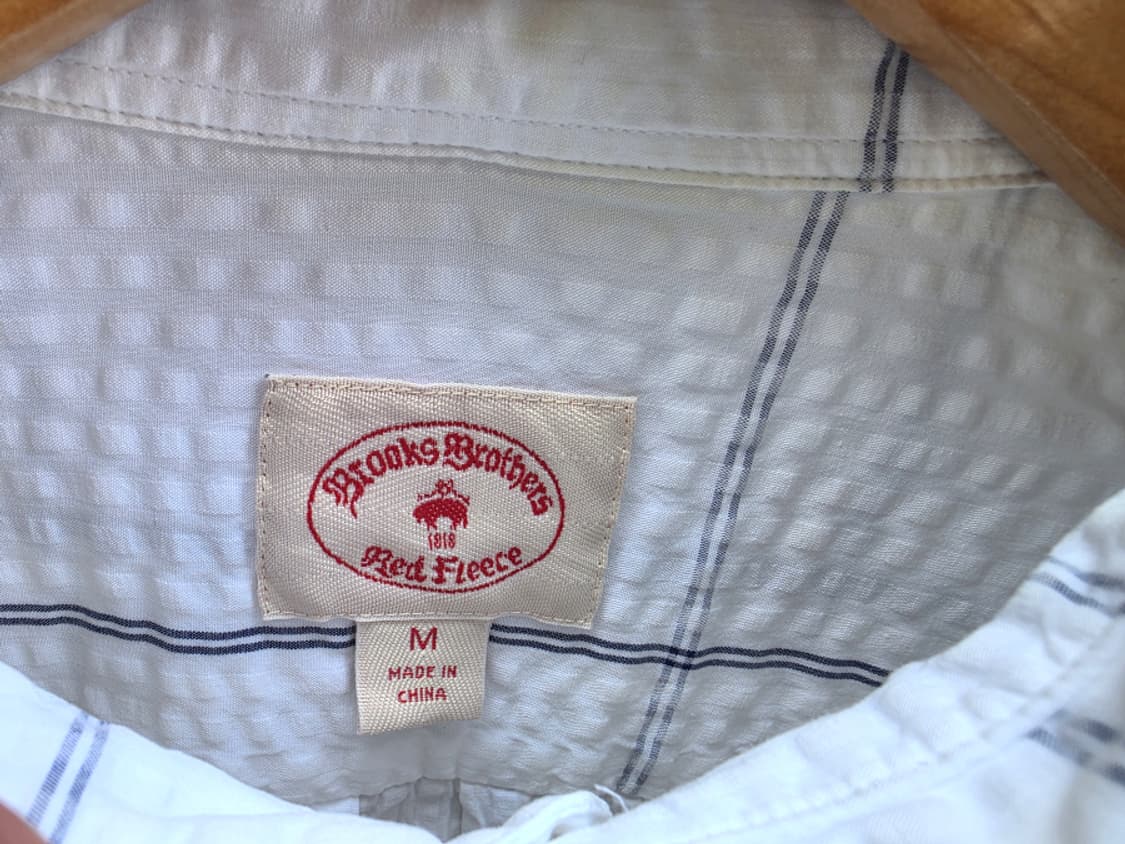 Brooks Brothers
1818
Red Fleece
M
MADE IN
CHINA